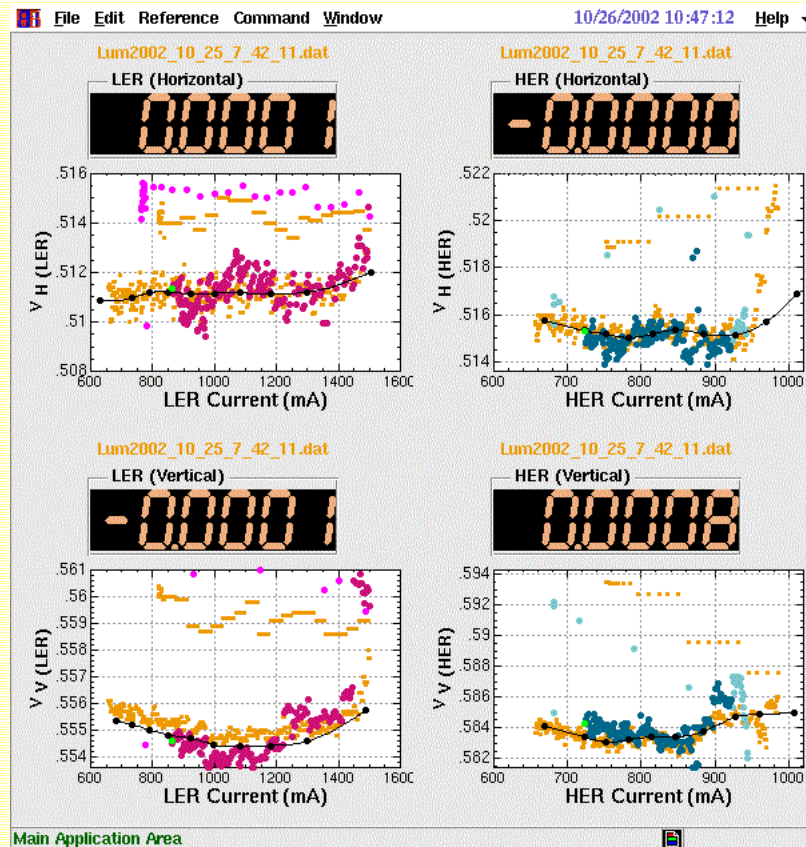 File Edit Reference Command Window 10/26/2002 10:47:12 Help
Lum2002_10_25_7_42_11.dat Lum2002_10_25_7_42_11.dat
LER (Horizontal) HER (Horizontal)
0.0001 -0.0000
.516 .514 .512 .51 .508
ν H (LER)
600 800 1000 1200 1400 1600
LER Current (mA)
.522 .52 .518 .516 .514
ν H (HER)
600 700 800 900 1000
HER Current (mA)
Lum2002_10_25_7_42_11.dat Lum2002_10_25_7_42_11.dat
LER (Vertical) HER (Vertical)
-0.0001 0.0008
.561 .56 .559 .558 .557 .556 .555 .554
ν V (LER)
600 800 1000 1200 1400 1600
LER Current (mA)
.594 .592 .59 .588 .586 .584 .582
ν V (HER)
600 700 800 900 1000
HER Current (mA)
Main Application Area